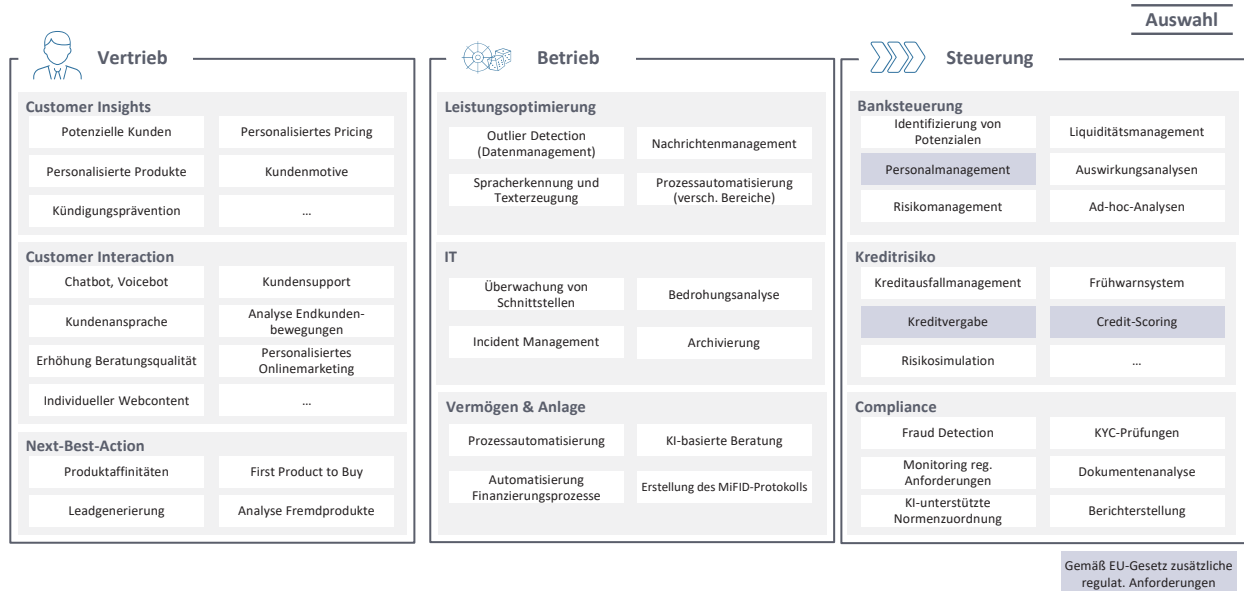 Auswahl
Vertrieb
Customer Insights
Potenzielle Kunden
Personalisiertes Pricing
Personalisierte Produkte
Kundenmotive
Kündigungsprävention
...
Customer Interaction
Chatbot, Voicebot
Kundensupport
Kundenansprache
Analyse Endkunden-
bewegungen
Erhöhung Beratungsqualität
Personalisiertes
Onlinemarketing
Individueller Webcontent
...
Next-Best-Action
Produktaffinitäten
First Product to Buy
Leadgenerierung
Analyse Fremdprodukte
Betrieb
Leistungsoptimierung
Outlier Detection
(Datenmanagement)
Nachrichtenmanagement
Spracherkennung und
Texterzeugung
Prozessautomatisierung
(versch. Bereiche)
IT
Überwachung von
Schnittstellen
Bedrohungsanalyse
Incident Management
Archivierung
Vermögen & Anlage
Prozessautomatisierung
KI-basierte Beratung
Automatisierung
Finanzierungsprozesse
Erstellung des MiFID-Protokolls
Steuerung
Banksteuerung
Identifizierung von
Potenzialen
Liquiditätsmanagement
Personalmanagement
Auswirkungsanalysen
Risikomanagement
Ad-hoc-Analysen
Kreditrisiko
Kreditausfallmanagement
Frühwarnsystem
Kreditvergabe
Credit-Scoring
Risikosimulation
...
Compliance
Fraud Detection
KYC-Prüfungen
Monitoring reg.
Anforderungen
Dokumentenanalyse
KI-unterstützte
Normenzuordnung
Berichterstellung
Gemäß EU-Gesetz zusätzliche
regulat. Anforderungen